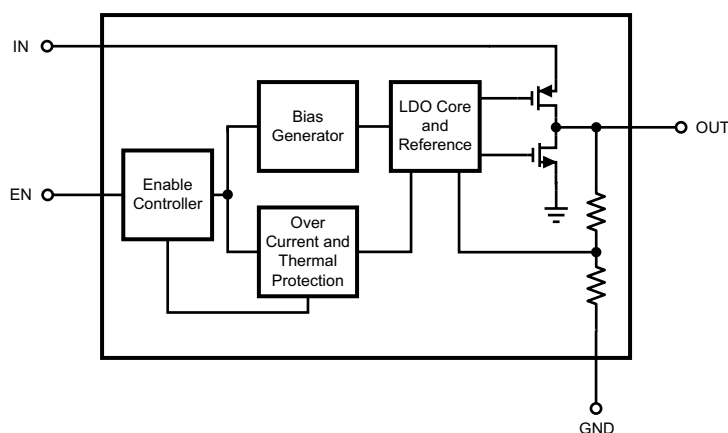 IN
Bias
Generator
LDO Core
and
Reference
OUT
EN
Enable
Controller
Over
Current and
Thermal
Protection
GND